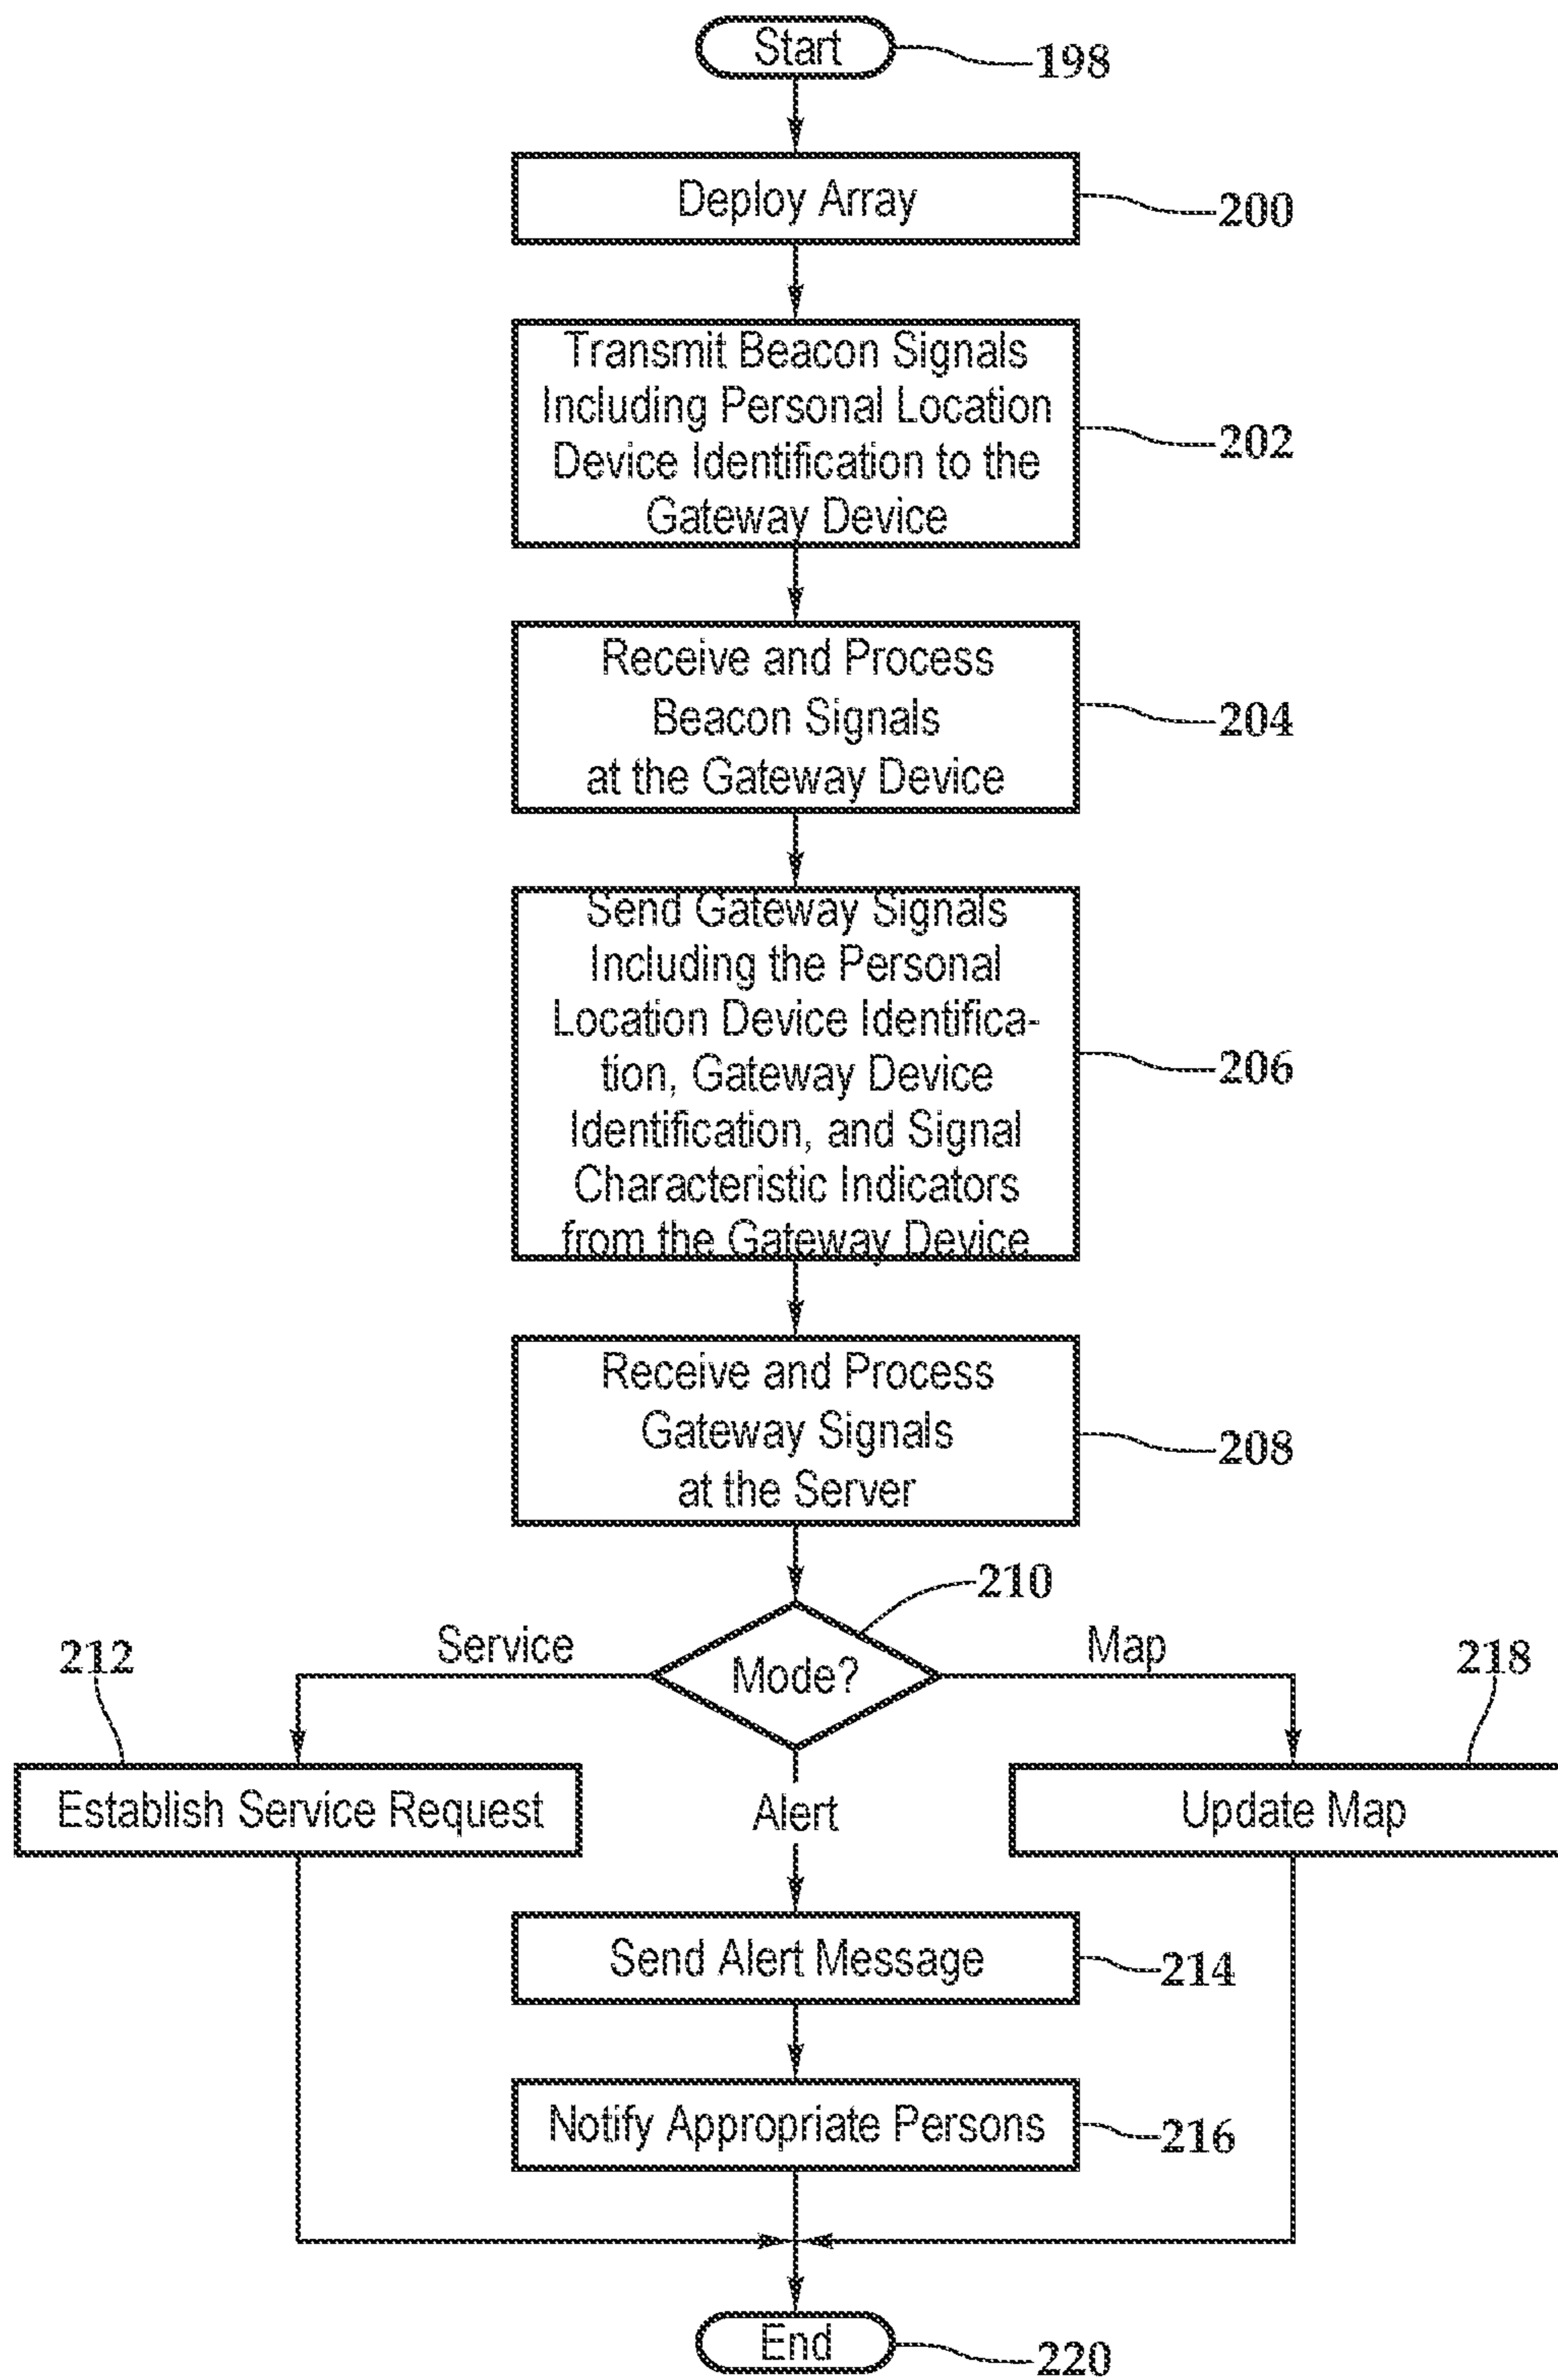 Start
198
Deploy Array
200
Transmit Beacon Signals
Including Personal Location
Device Identification to the
Gateway Device
202
Receive and Process
Beacon Signals
at the Gateway Device
204
Send Gateway Signals
Including the Personal
Location Device Identifica-
tion, Gateway Device
Identification, and Signal
Characteristic Indicators
from the Gateway Device
206
Receive and Process
Gateway Signals
at the Server
208
210
Mode?
Service
Map
212
218
Establish Service Request
Alert
Update Map
Send Alert Message
214
Notify Appropriate Persons
216
End
220